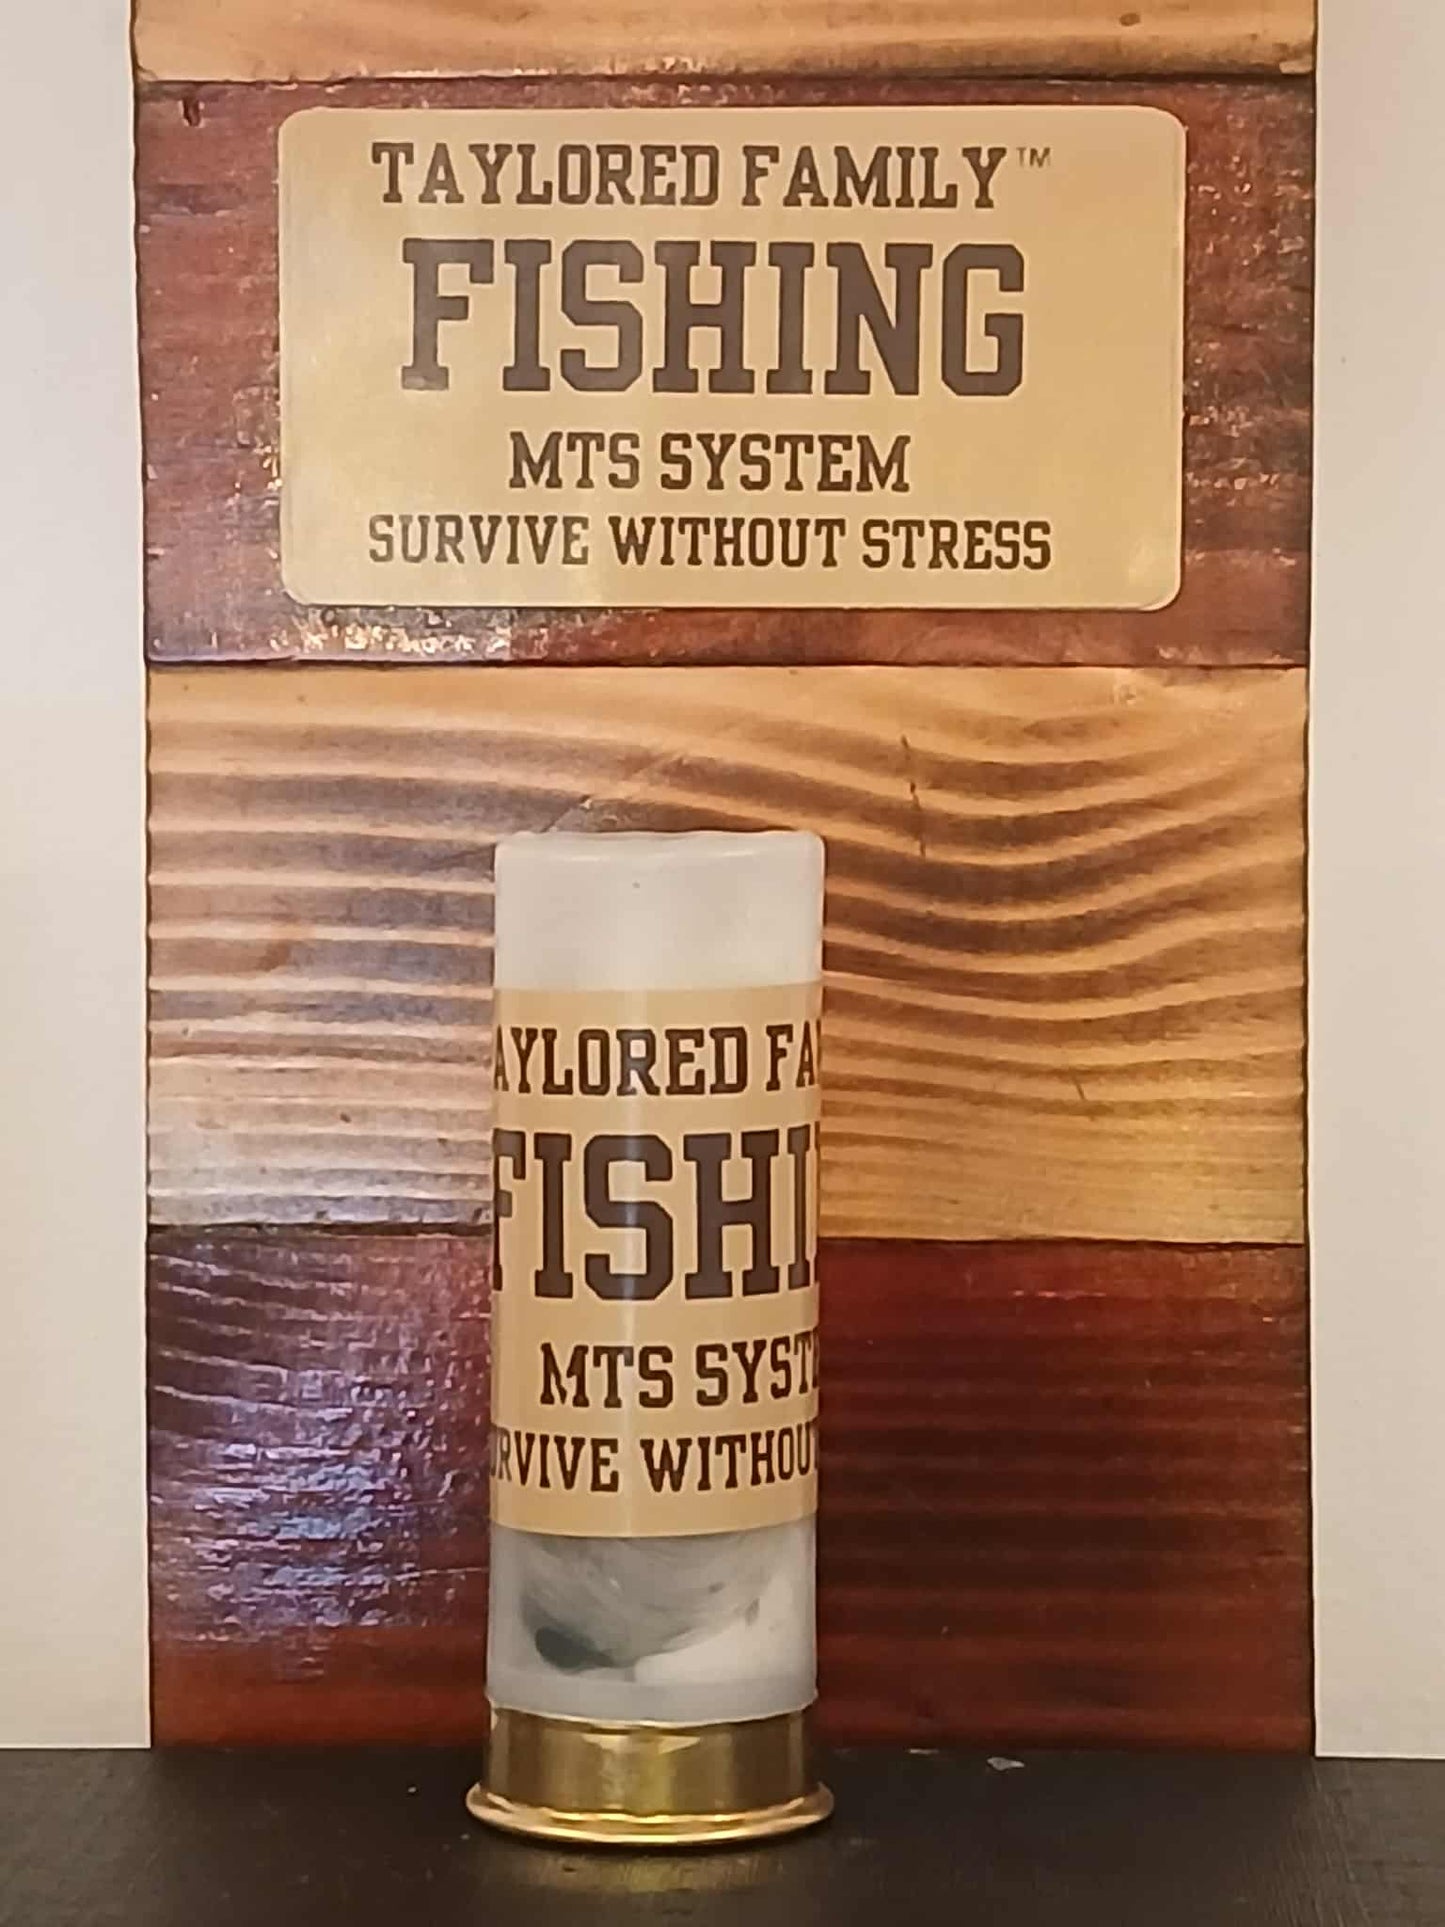 TAYLORED FAMILY™
FISHING
MTS SYSTEM
SURVIVE WITHOUT STRESS
AYLORED FA
FISHI
MTS SYST
RVIVE WITHOU